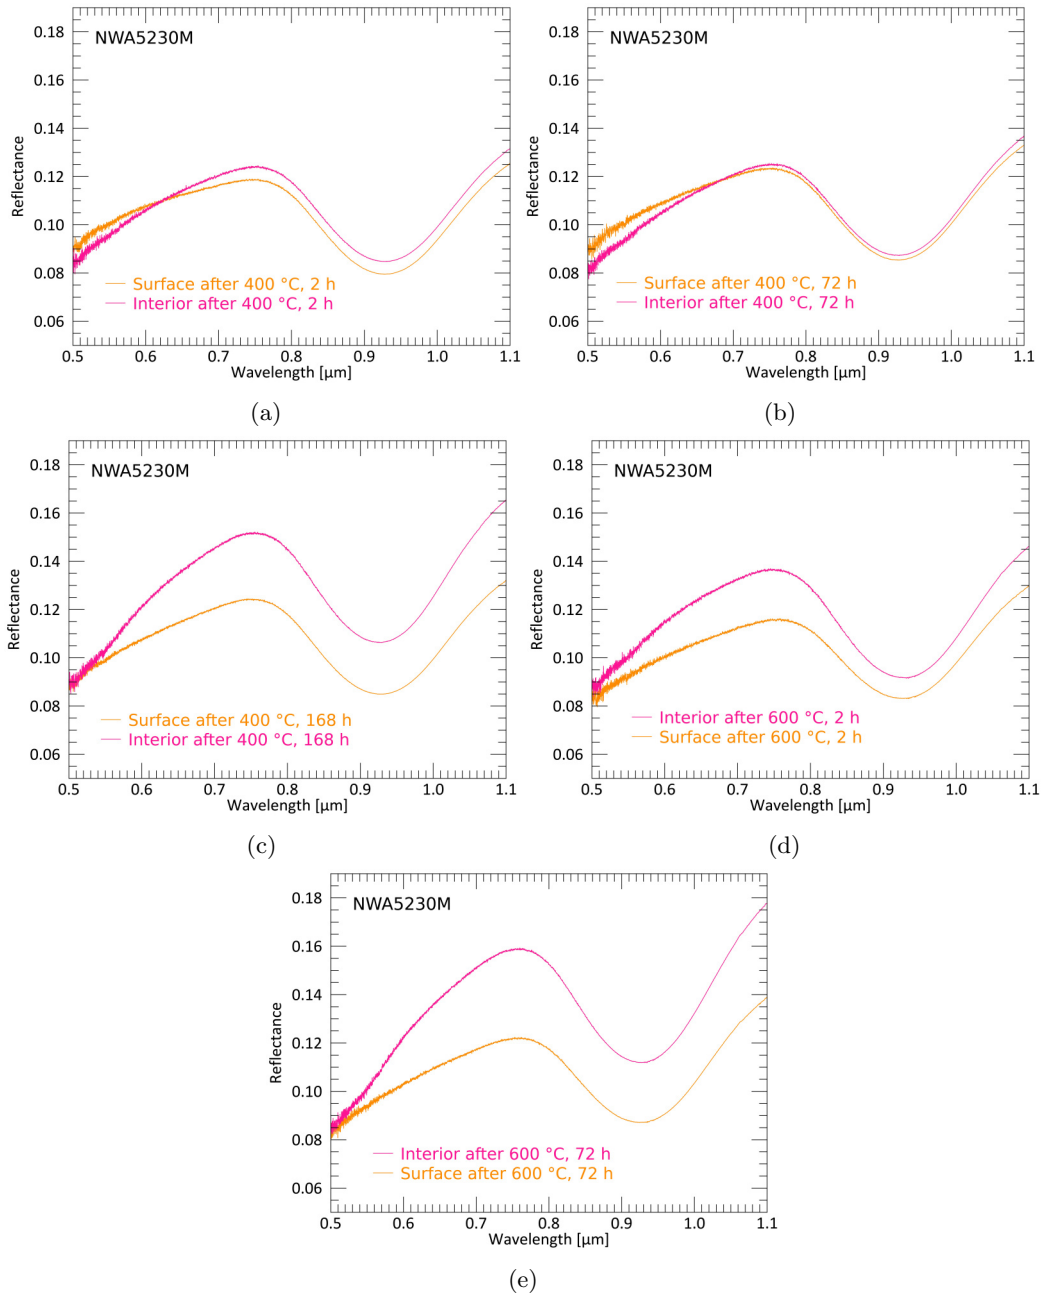 NWA5230M
0.18
0.16
0.14
0.12
0.10
0.08
0.06
Reflectance
Surface after 400 °C, 2 h
Interior after 400 °C, 2 h
0.5 0.6 0.7 0.8 0.9 1.0 1.1
Wavelength [μm]
(a)
NWA5230M
0.18
0.16
0.14
0.12
0.10
0.08
0.06
Reflectance
Surface after 400 °C, 72 h
Interior after 400 °C, 72 h
0.5 0.6 0.7 0.8 0.9 1.0 1.1
Wavelength [μm]
(b)
NWA5230M
0.18
0.16
0.14
0.12
0.10
0.08
0.06
Reflectance
Surface after 400 °C, 168 h
Interior after 400 °C, 168 h
0.5 0.6 0.7 0.8 0.9 1.0 1.1
Wavelength [μm]
(c)
NWA5230M
0.18
0.16
0.14
0.12
0.10
0.08
0.06
Reflectance
Interior after 600 °C, 2 h
Surface after 600 °C, 2 h
0.5 0.6 0.7 0.8 0.9 1.0 1.1
Wavelength [μm]
(d)
NWA5230M
0.18
0.16
0.14
0.12
0.10
0.08
0.06
Reflectance
Interior after 600 °C, 72 h
Surface after 600 °C, 72 h
0.5 0.6 0.7 0.8 0.9 1.0 1.1
Wavelength [μm]
(e)